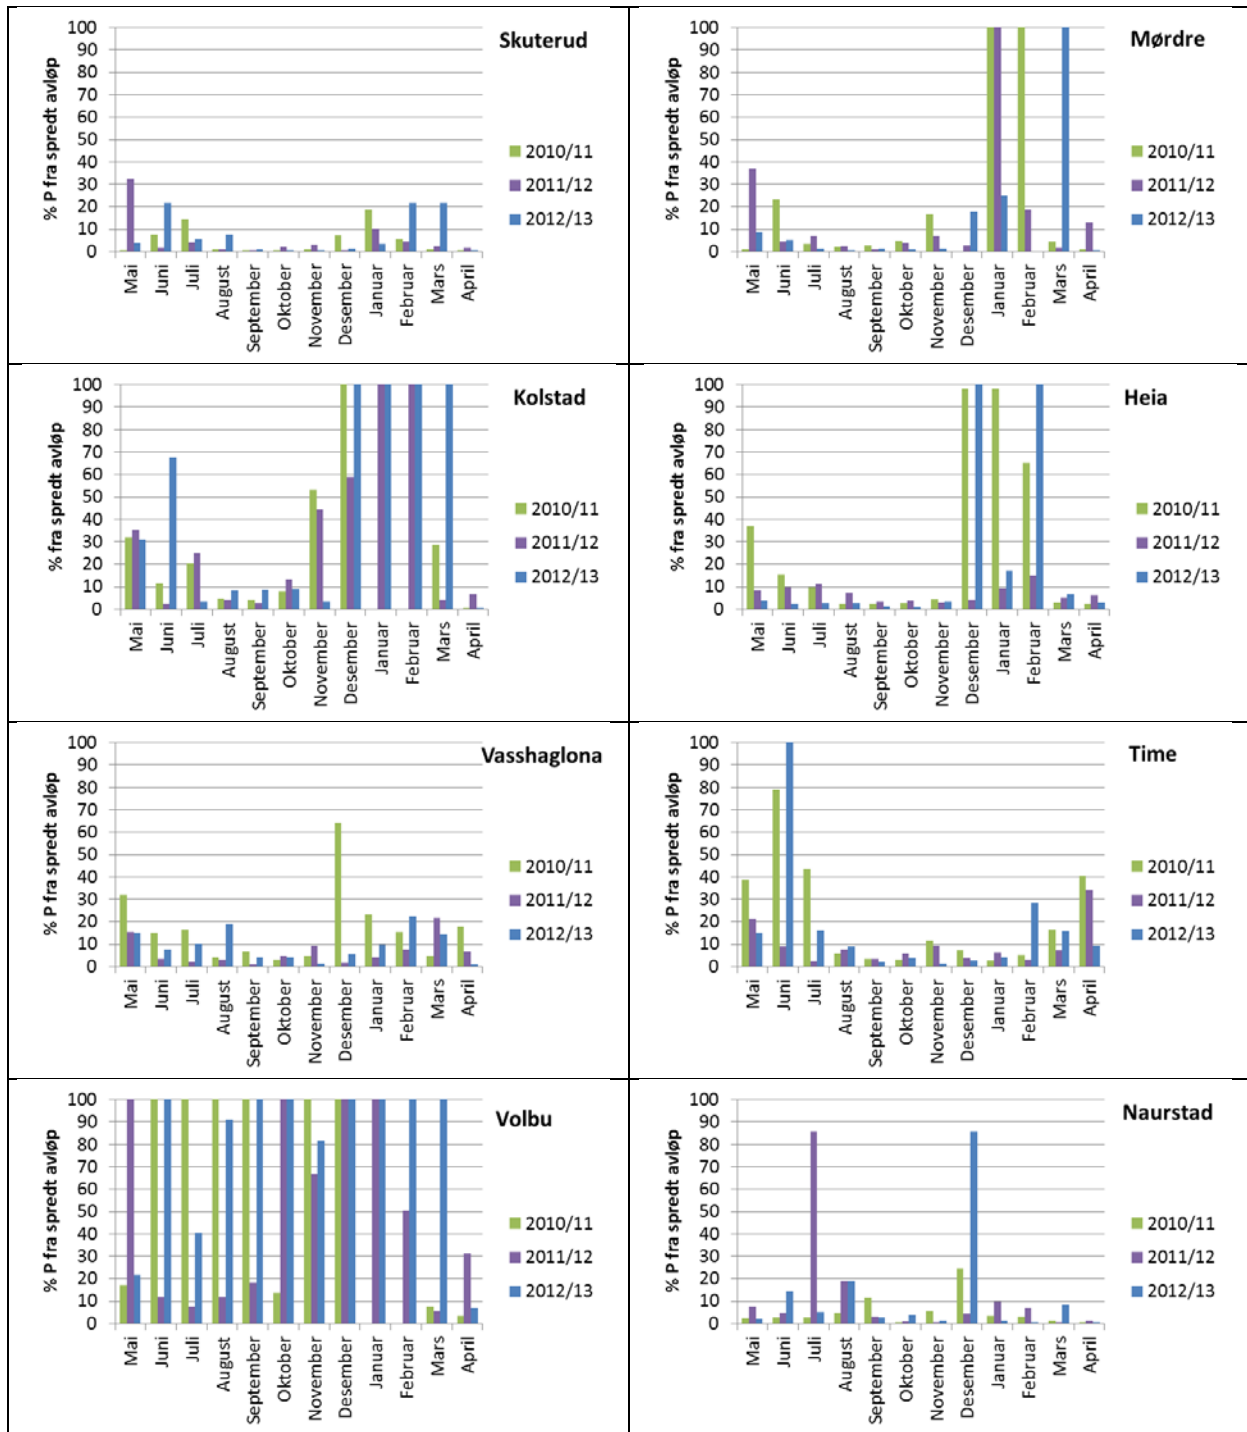 Skuterud
% P fra spredt avløp
100
90
80
70
60
50
40
30
20
10
0
Mai
Juni
Juli
August
September
Oktober
November
Desember
Januar
Februar
Mars
April
2010/11
2011/12
2012/13
Mørdre
% P fra spredt avløp
100
90
80
70
60
50
40
30
20
10
0
Mai
Juni
Juli
August
September
Oktober
November
Desember
Januar
Februar
Mars
April
2010/11
2011/12
2012/13
Kolstad
% fra spredt avløp
100
90
80
70
60
50
40
30
20
10
0
Mai
Juni
Juli
August
September
Oktober
November
Desember
Januar
Februar
Mars
April
2010/11
2011/12
2012/13
Heia
% P fra spredt avløp
100
90
80
70
60
50
40
30
20
10
0
Mai
Juni
Juli
August
September
Oktober
November
Desember
Januar
Februar
Mars
April
2010/11
2011/12
2012/13
Vasshaglona
% P fra spredt avløp
100
90
80
70
60
50
40
30
20
10
0
Mai
Juni
Juli
August
September
Oktober
November
Desember
Januar
Februar
Mars
April
2010/11
2011/12
2012/13
Time
% P fra spredt avløp
100
90
80
70
60
50
40
30
20
10
0
Mai
Juni
Juli
August
September
Oktober
November
Desember
Januar
Februar
Mars
April
2010/11
2011/12
2012/13
Volbu
% P fra spredt avløp
100
90
80
70
60
50
40
30
20
10
0
Mai
Juni
Juli
August
September
Oktober
November
Desember
Januar
Februar
Mars
April
2010/11
2011/12
2012/13
Naurstad
% P fra spredt avløp
100
90
80
70
60
50
40
30
20
10
0
Mai
Juni
Juli
August
September
Oktober
November
Desember
Januar
Februar
Mars
April
2010/11
2011/12
2012/13